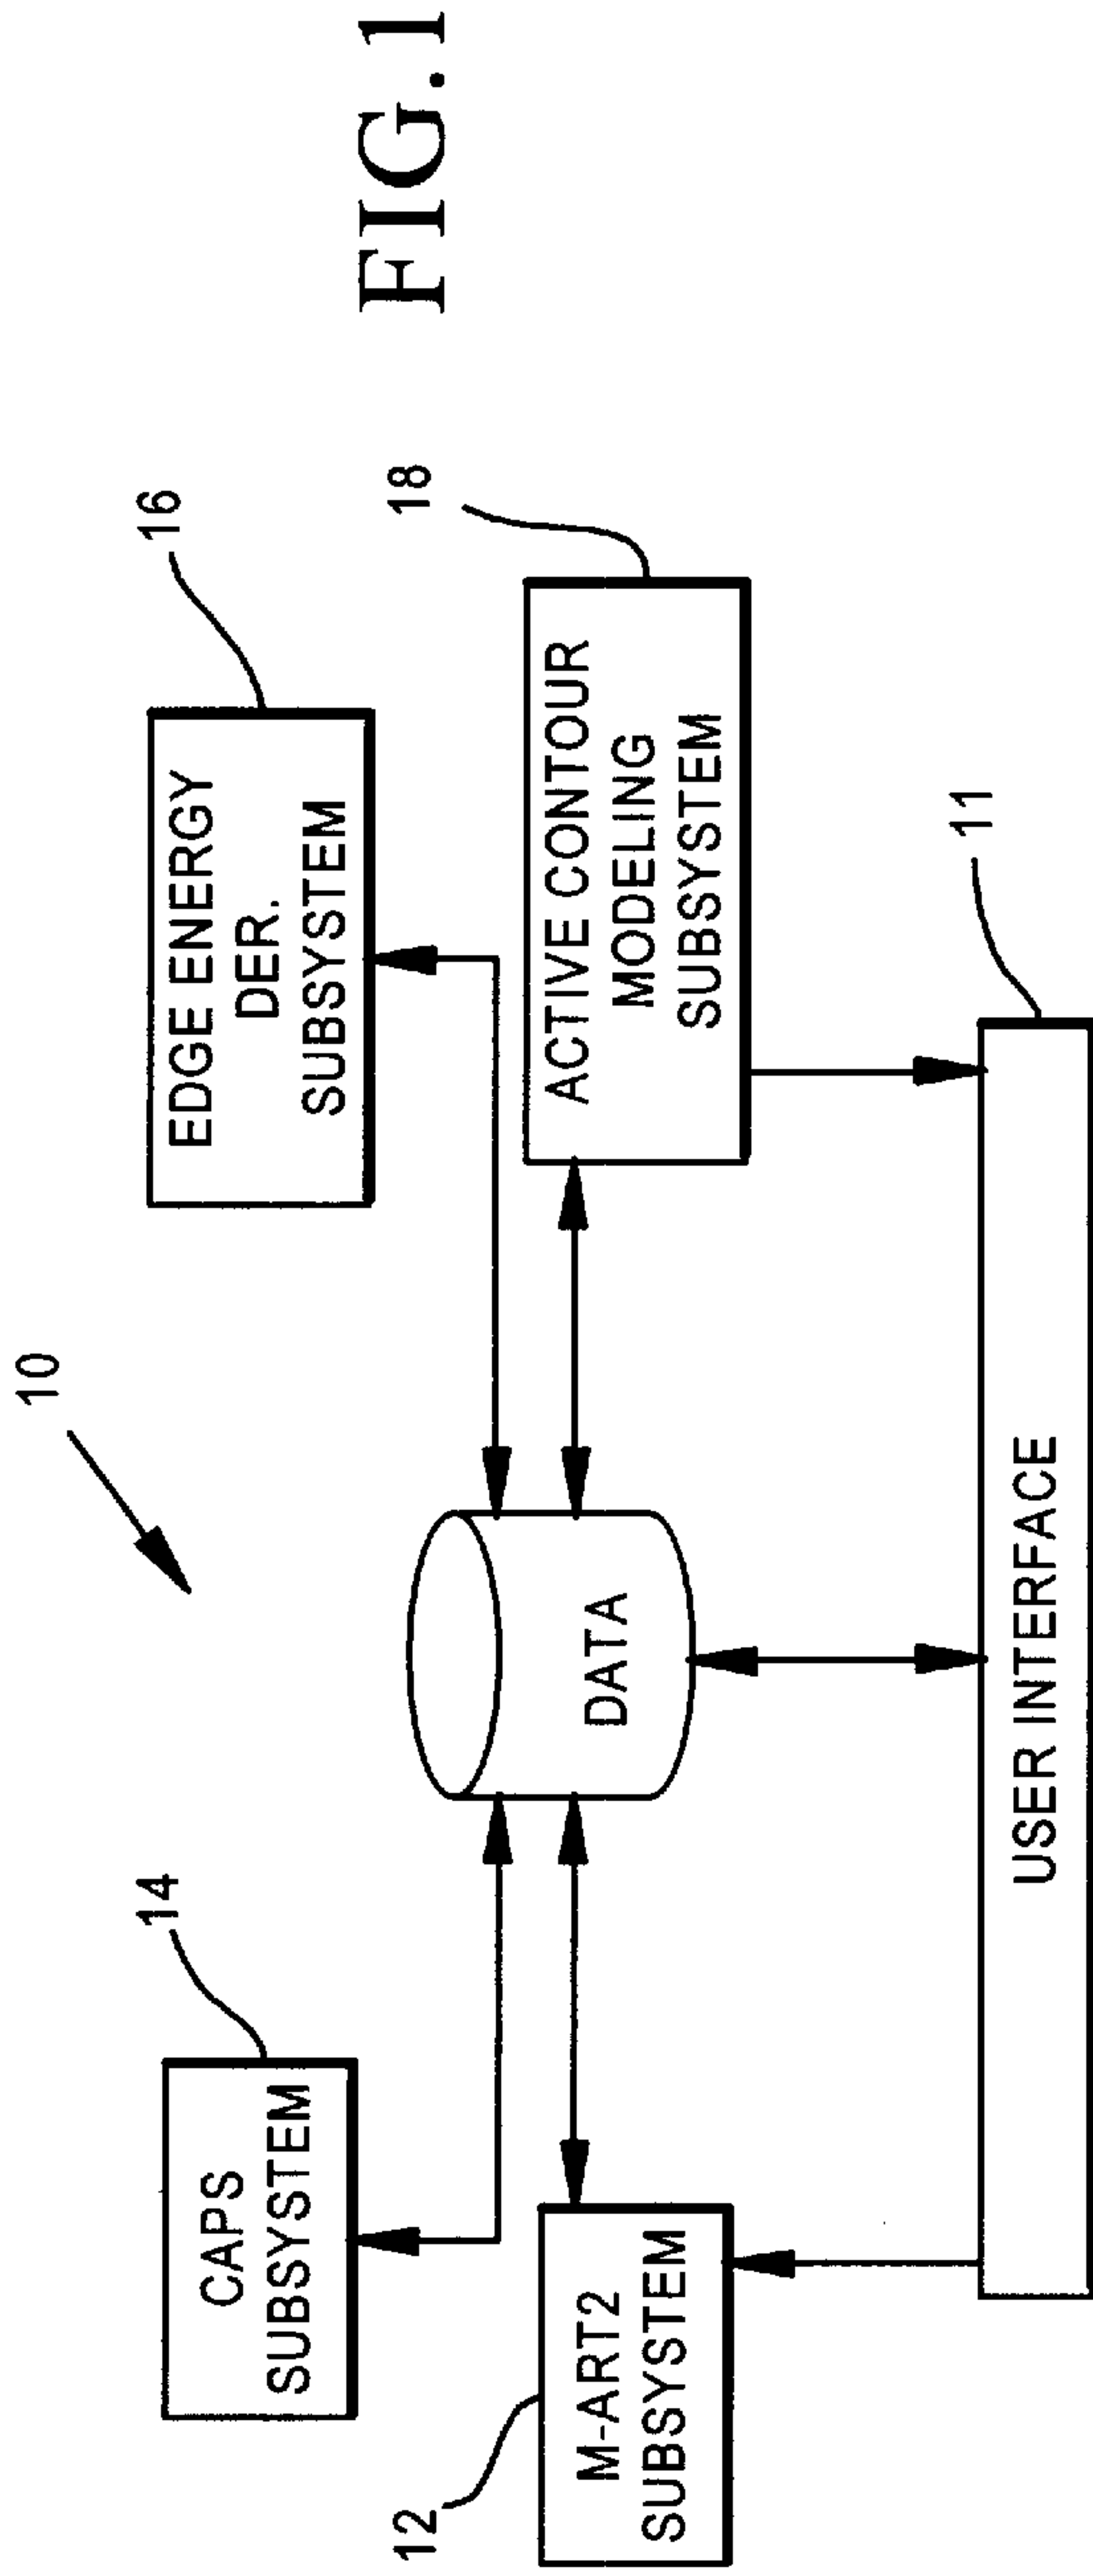 10
14
16
CAPS
SUBSYSTEM
EDGE ENERGY
DER.
SUBSYSTEM
12
18
M-ART2
SUBSYSTEM
DATA
ACTIVE CONTOUR
MODELING
SUBSYSTEM
11
USER INTERFACE
FIG.1